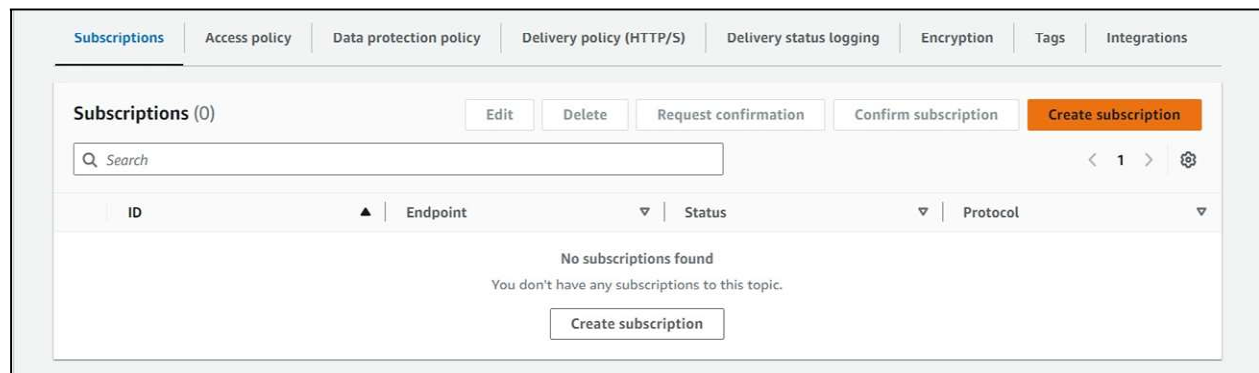 Subscriptions Access policy Data protection policy Delivery policy (HTTP/S) Delivery status logging Encryption Tags Integrations
Subscriptions (0) Edit Delete Request confirmation Confirm subscription Create subscription
Search 1
ID Endpoint Status Protocol
No subscriptions found
You don't have any subscriptions to this topic.
Create subscription